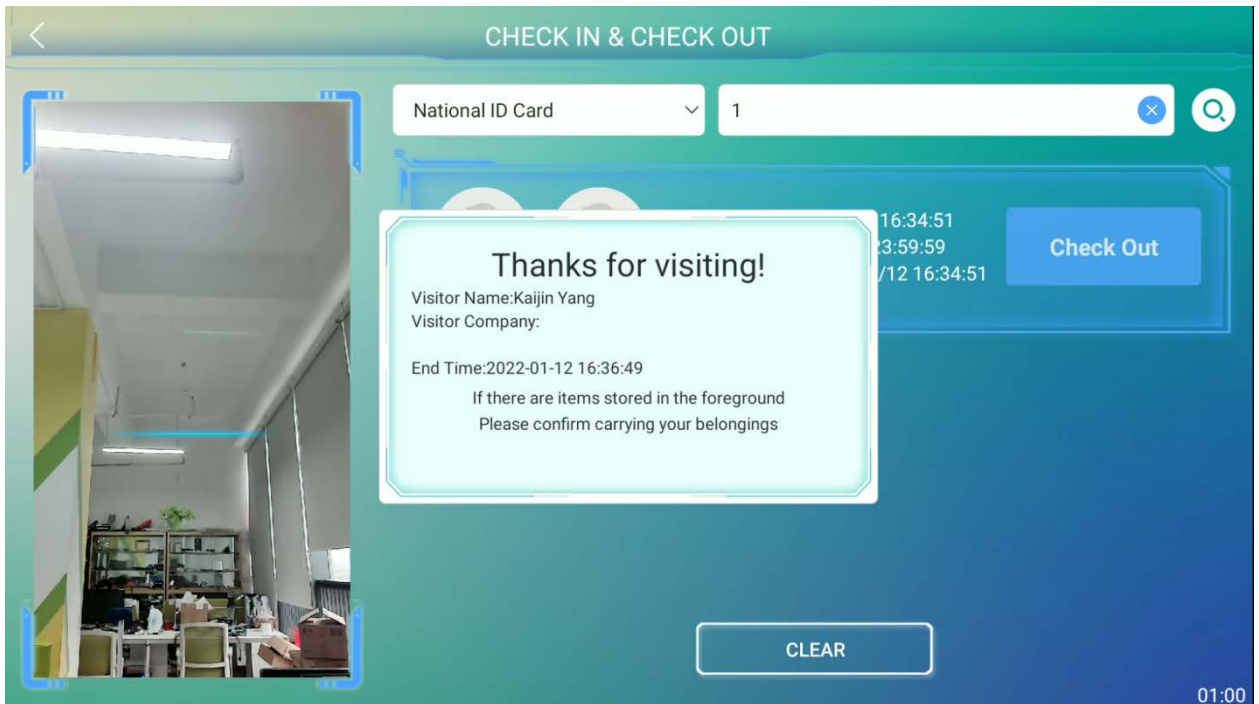 CHECK IN & CHECK OUT
National ID Card
1
16:34:51
3:59:59
/12 16:34:51
Check Out
Thanks for visiting!
Visitor Name:Kaijin Yang
Visitor Company:
End Time:2022-01-12 16:36:49
If there are items stored in the foreground
Please confirm carrying your belongings
CLEAR
01:00